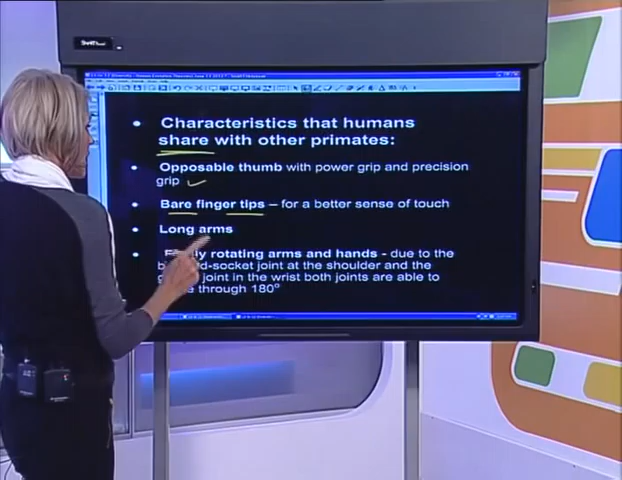 Characteristics that humans
share with other primates:
Opposable thumb with power grip and precision
grip
Bare finger tips – for a better sense of touch
Long arms
rotating arms and hands - due to the
d-socket joint at the shoulder and the
joint in the wrist both joints are able to
through 180°